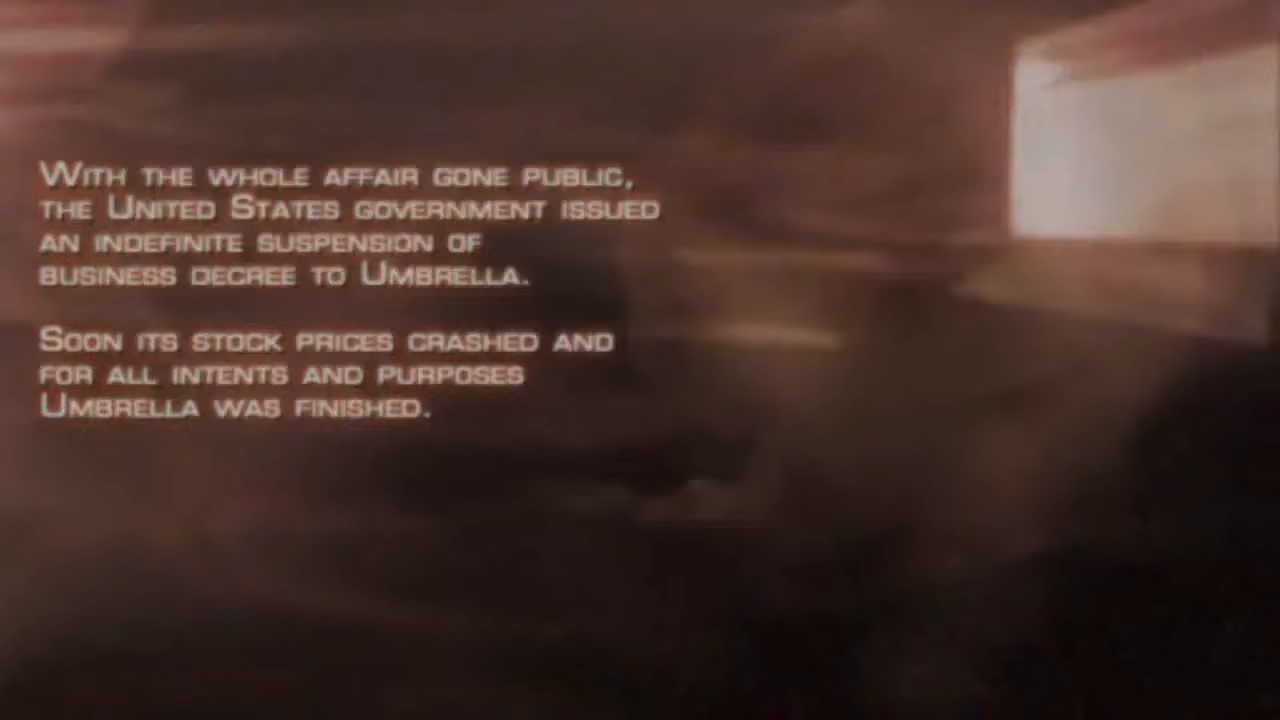 With the whole affair gone public,
the United States government issued
an indefinite suspension of
business decree to Umbrella.
Soon its stock prices crashed and
for all intents and purposes
Umbrella was finished.